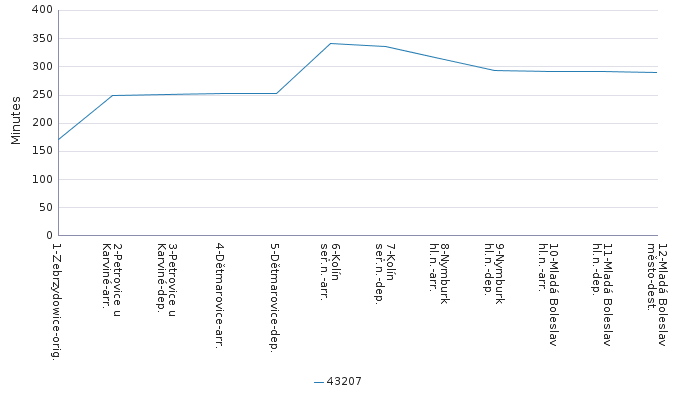 400
350
300
250
200
150
100
50
0
Minutes
1-Zebrzydowice-orig.
2-Petrovice u
Karviné-arr.
3-Petrovice u
Karviné-dep.
4-Dětmarovice-arr.
5-Dětmarovice-dep.
6-Kolín
seř.n.-arr.
7-Kolín
seř.n.-dep.
8-Nymburk
hl.n.-arr.
9-Nymburk
hl.n.-dep.
10-Mladá Boleslav
hl.n.-arr.
11-Mladá Boleslav
hl.n.-dep.
12-Mladá Boleslav
město-dest.
43207